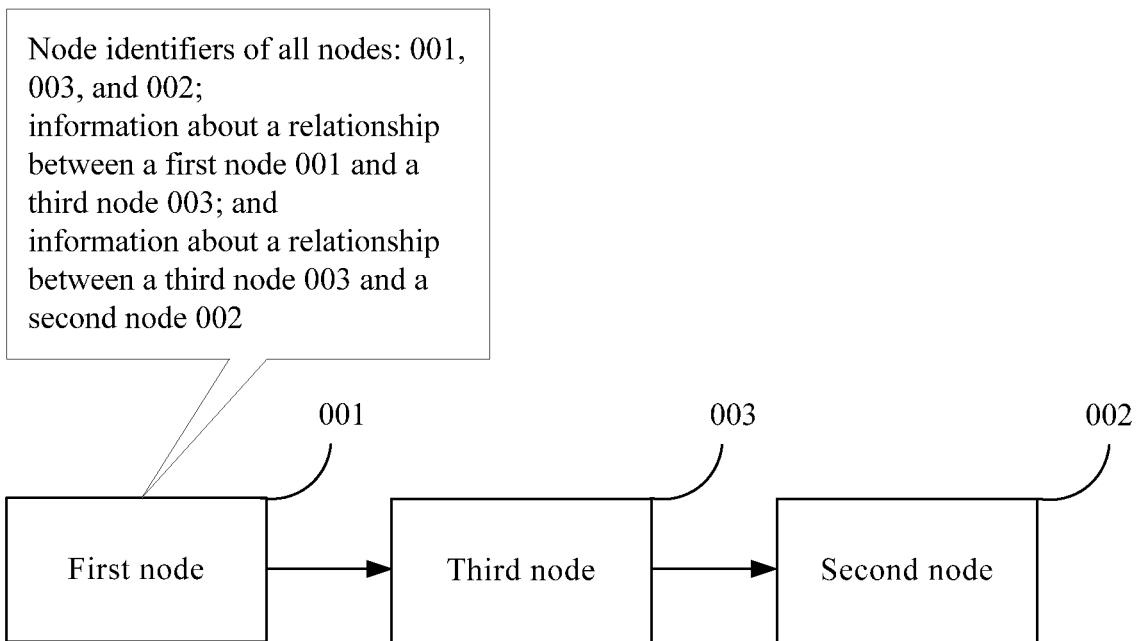 Node identifiers of all nodes: 001,
003, and 002;
information about a relationship
between a first node 001 and a
third node 003; and
information about a relationship
between a third node 003 and a
second node 002
001
003
002
First node
Third node
Second node